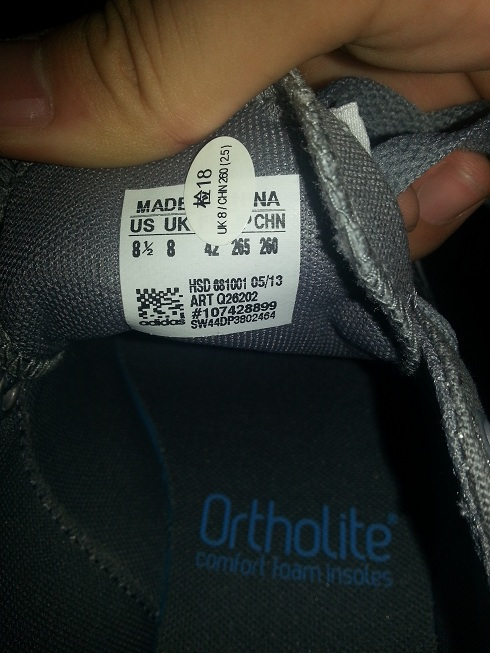 检18
UK 8 / CHN 260 (2.5)
MADE NA
US UK P CHN
8½ 8 42 265 260
HSD 681001 05/13
ART Q26202
#107428899
SW44DP3802464
adidas
Ortholite®
comfort foam insoles